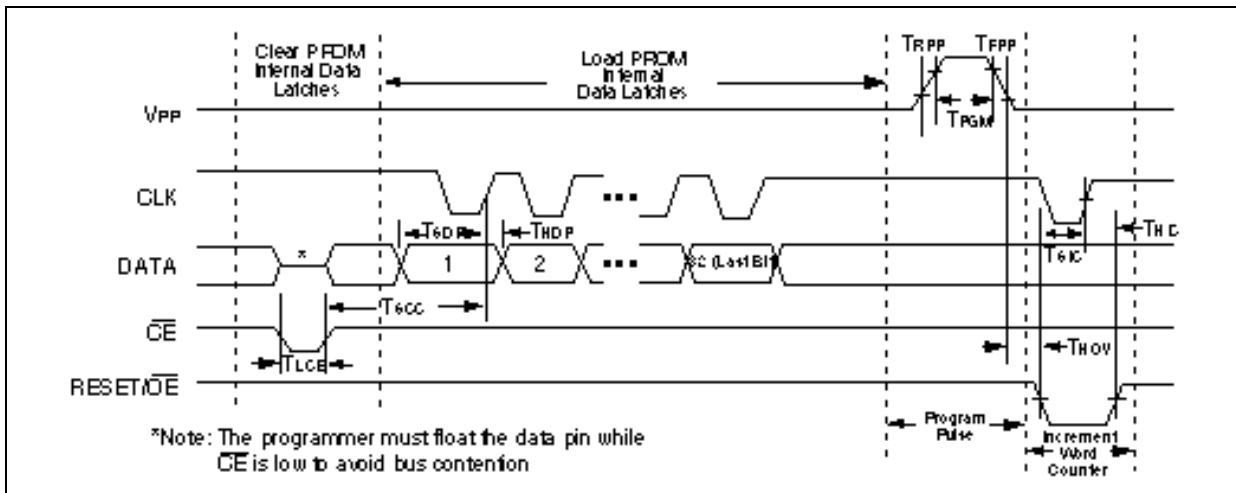 Clear PROM
Internal Data
Latches
Load PROM
Internal
Data Latches
TRPP
TFPP
VPP
TPGM
CLK
TSDP
THDP
THC
TSIC
DATA
*
1
2
32 (Last Bit)
TSCC
CE
TLCE
THOV
RESET/OE
Program
Pulse
Increment
Word
Counter
*Note: The programmer must float the data pin while
CE is low to avoid bus contention